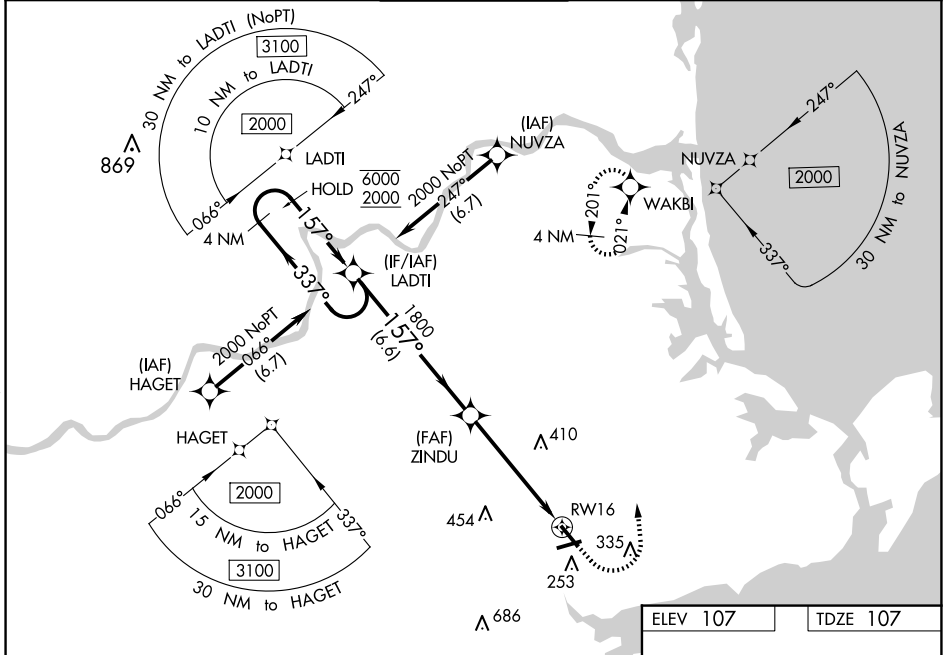 30 NM to LADTI (NoPT)
3100
10 NM to LADTI
2000
247°
LADTI
066°
869
HOLD
6000
2000
4 NM
157°
337°
(IF/IAF)
LADTI
2000 NoPT
247°
(6.7)
(IAF)
NUVZA
201°
021°
4 NM
WAKBI
NUVZA
247°
2000
337°
30 NM to NUVZA
2000 NoPT
066°
(6.7)
(IAF)
HAGET
1800
157°
(6.6)
(FAF)
ZINDU
410
HAGET
066°
2000
15 NM to HAGET
337°
3100
30 NM to HAGET
454
RW16
335
253
686
ELEV 107
TDZE 107